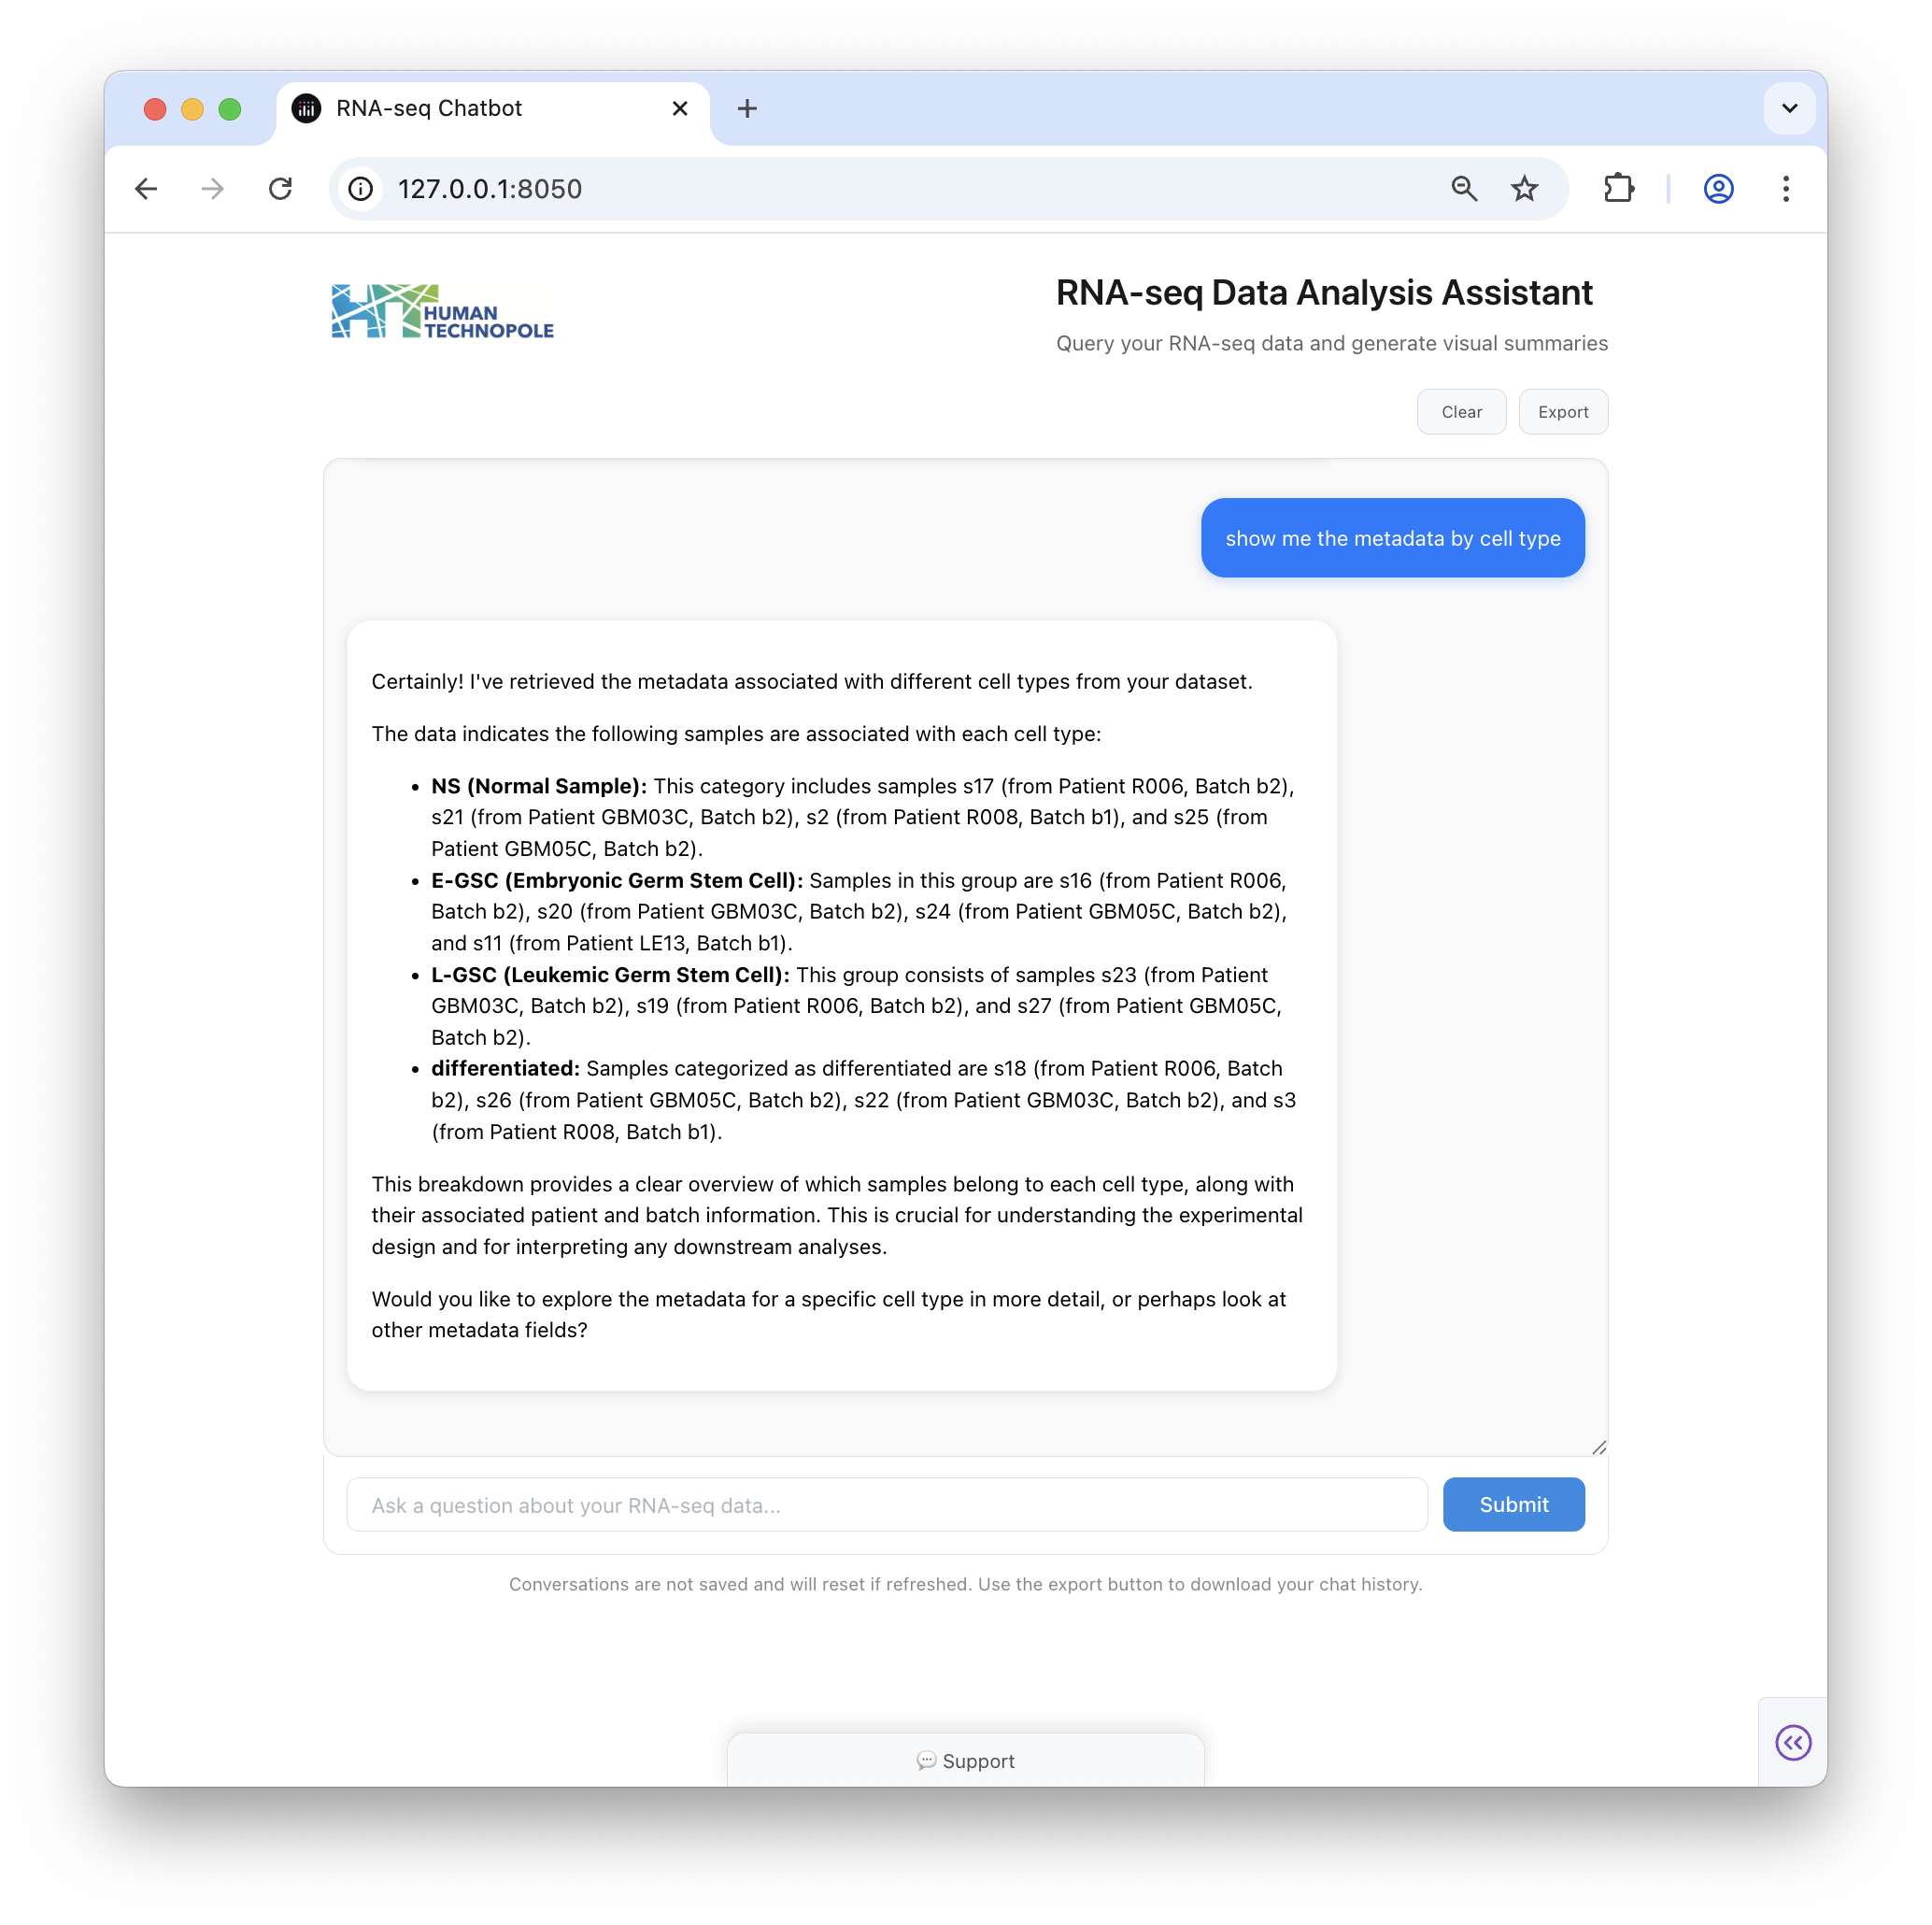 RNA-seq Chatbot
127.0.0.1:8050
HUMAN
TECHNOPOLE
RNA-seq Data Analysis Assistant
Query your RNA-seq data and generate visual summaries
Clear
Export
show me the metadata by cell type
Certainly! I've retrieved the metadata associated with different cell types from your dataset.
The data indicates the following samples are associated with each cell type:
• NS (Normal Sample): This category includes samples s17 (from Patient R006, Batch b2),
s21 (from Patient GBM03C, Batch b2), s2 (from Patient R008, Batch b1), and s25 (from
Patient GBM05C, Batch b2).
• E-GSC (Embryonic Germ Stem Cell): Samples in this group are s16 (from Patient R006,
Batch b2), s20 (from Patient GBM03C, Batch b2), s24 (from Patient GBM05C, Batch b2),
and s11 (from Patient LE13, Batch b1).
• L-GSC (Leukemic Germ Stem Cell): This group consists of samples s23 (from Patient
GBM03C, Batch b2), s19 (from Patient R006, Batch b2), and s27 (from Patient GBM05C,
Batch b2).
• differentiated: Samples categorized as differentiated are s18 (from Patient R006, Batch
b2), s26 (from Patient GBM05C, Batch b2), s22 (from Patient GBM03C, Batch b2), and s3
(from Patient R008, Batch b1).
This breakdown provides a clear overview of which samples belong to each cell type, along with
their associated patient and batch information. This is crucial for understanding the experimental
design and for interpreting any downstream analyses.
Would you like to explore the metadata for a specific cell type in more detail, or perhaps look at
other metadata fields?
Ask a question about your RNA-seq data...
Submit
Conversations are not saved and will reset if refreshed. Use the export button to download your chat history.
Support